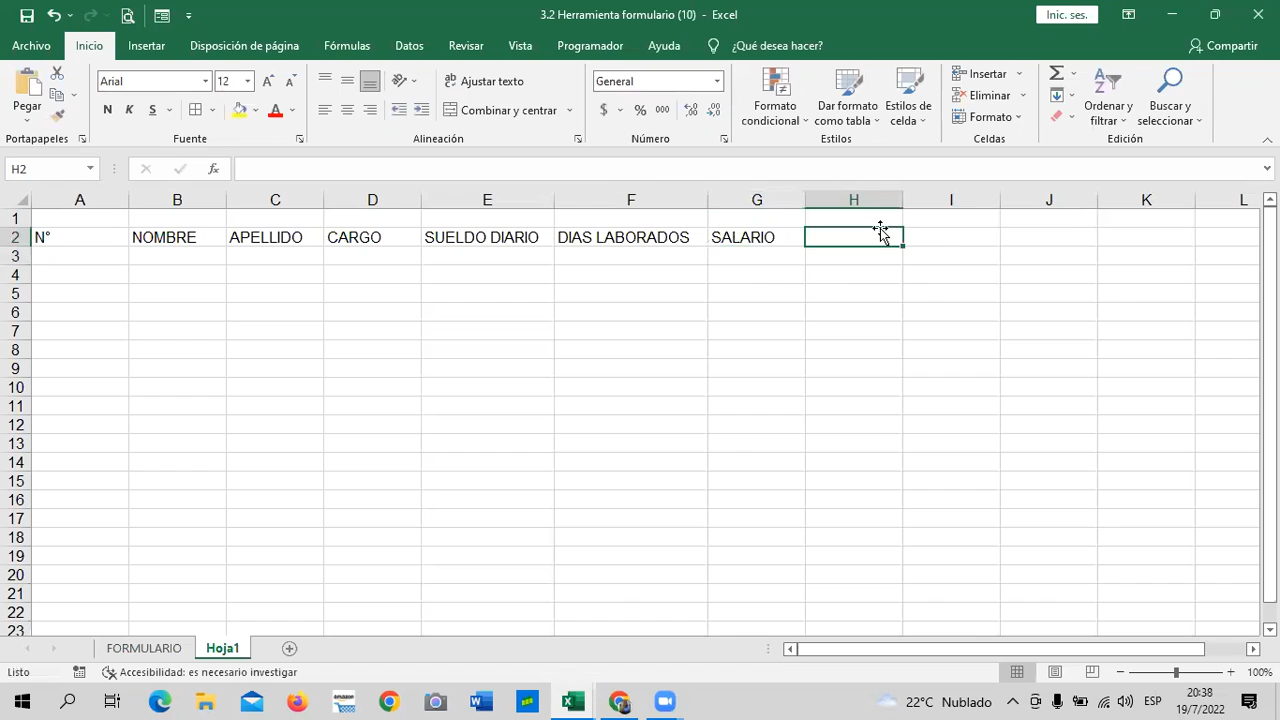 3.2 Herramienta formulario (10) - Excel
Inic. ses.
Archivo Inicio Insertar Disposición de página Fórmulas Datos Revisar Vista Programador Ayuda ¿Qué desea hacer? Compartir
Pegar
Portapapeles
Arial 12
N K S
Fuente
Ajustar texto
Combinar y centrar
Alineación
General
$ % 000
Número
Formato condicional
Dar formato como tabla
Estilos de celda
Estilos
Insertar
Eliminar
Formato
Celdas
Ordenar y filtrar
Buscar y seleccionar
Edición
H2 fx
A B C D E F G H I J K L
1
2 N° NOMBRE APELLIDO CARGO SUELDO DIARIO DIAS LABORADOS SALARIO
3
4
5
6
7
8
9
10
11
12
13
14
15
16
17
18
19
20
21
22
23
FORMULARIO Hoja1
Listo Accesibilidad: es necesario investigar 100%
amazon
22°C Nublado ESP 20:38
19/7/2022